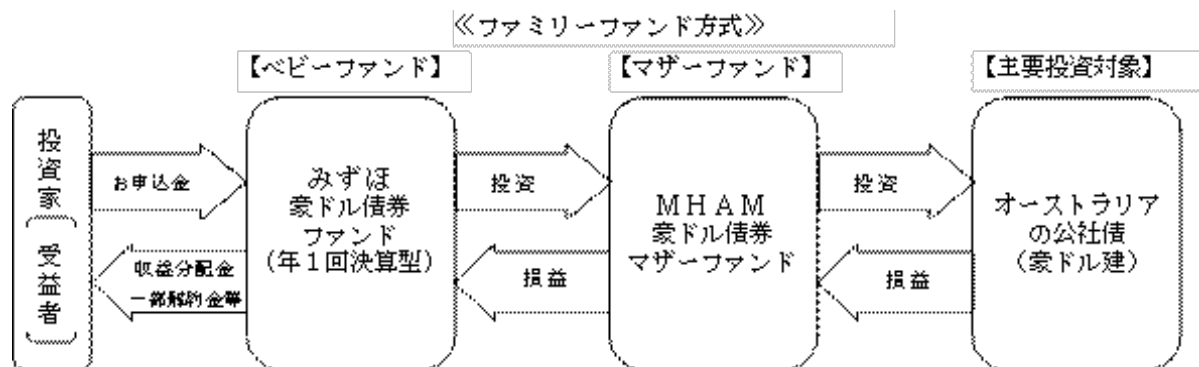 ≪ファミリーファンド方式≫
【ベビーファンド】
【マザーファンド】
【主要投資対象】
投資家
受益者
お申込金
収益分配金
一部解約金等
みずほ
豪ドル債券
ファンド
(年1回決算型)
投資
損益
MHAM
豪ドル債券
マザーファンド
投資
損益
オーストラリア
の公社債
(豪ドル建)